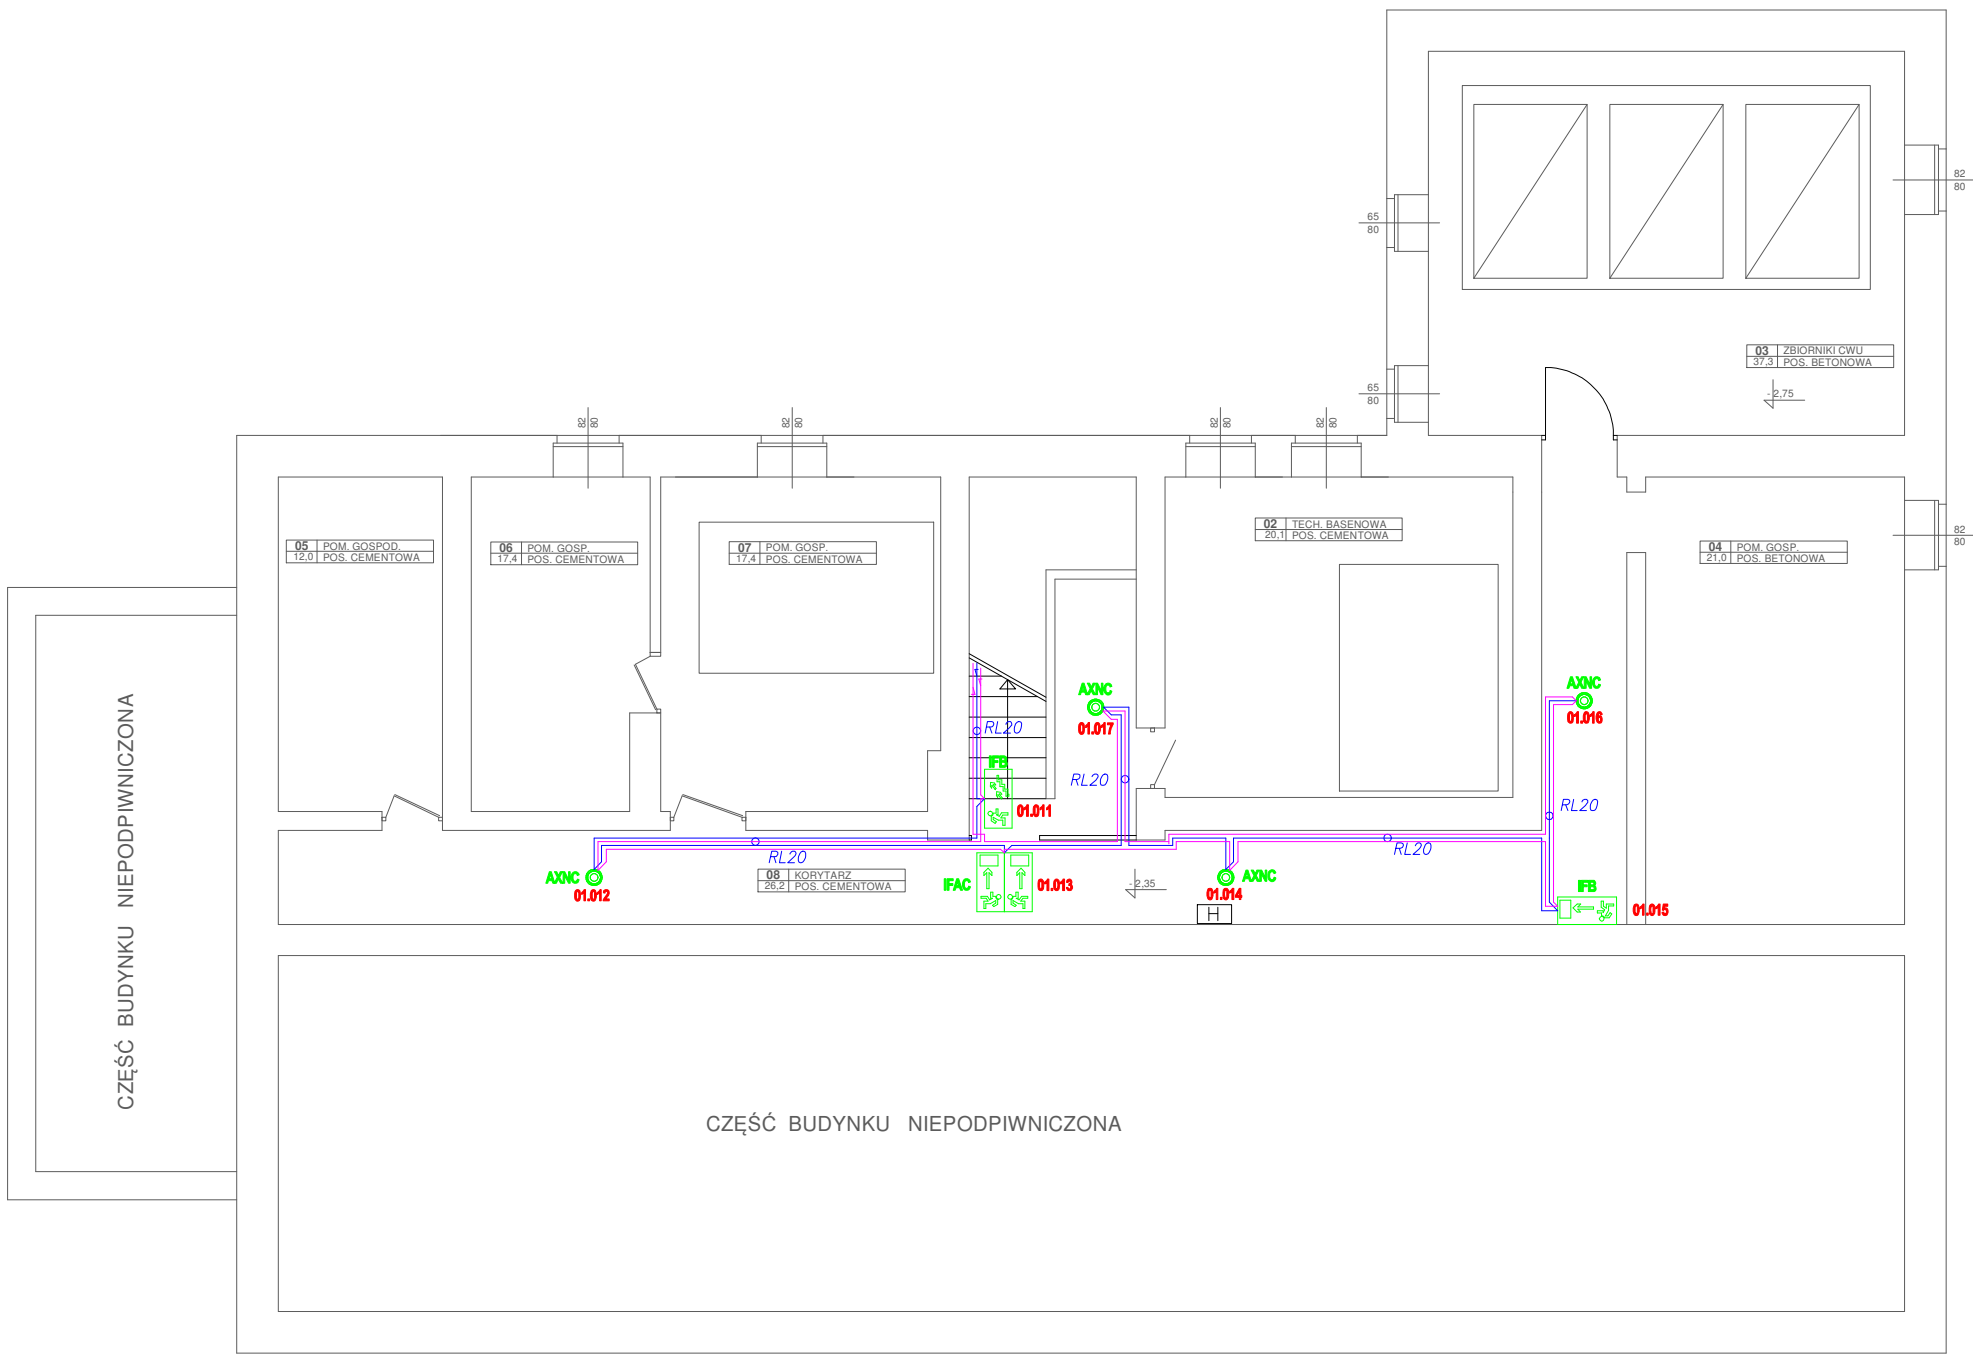 82
80
65
80
03 ZBIORNIKI CWU
37,3 POS. BETONOWA
-2,75
65
80
82
80
82
80
82
80
82
80
02 TECH. BASENOWA
20,1 POS. CEMENTOWA
82
80
05 POM. GOSPOD.
12,0 POS. CEMENTOWA
06 POM. GOSP.
17,4 POS. CEMENTOWA
07 POM. GOSP.
17,4 POS. CEMENTOWA
04 POM. GOSP.
21,0 POS. BETONOWA
AXNC
01.017
AXNC
01.016
RL20
IFB
01.011
RL20
RL20
RL20
RL20
AXNC
01.012
08 KORYTARZ
26,2 POS. CEMENTOWA
IFAC
01.013
-2,35
AXNC
01.014
H
IFB
01.015
CZĘŚĆ BUDYNKU NIEPODPIWNICZONA
CZĘŚĆ BUDYNKU NIEPODPIWNICZONA